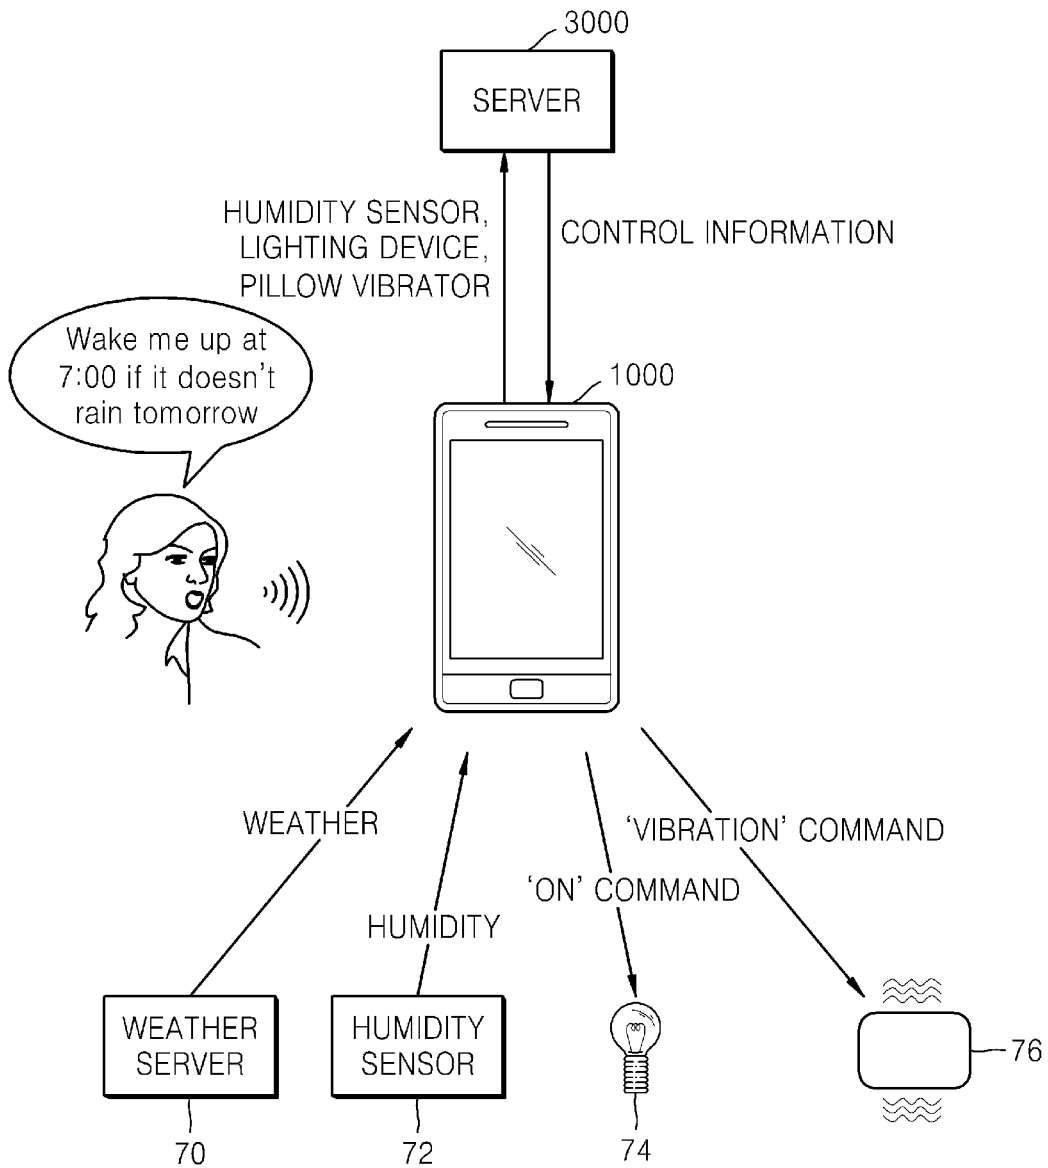 3000
SERVER
HUMIDITY SENSOR,
LIGHTING DEVICE,
PILLOW VIBRATOR
CONTROL INFORMATION
Wake me up at
7:00 if it doesn't
rain tomorrow
1000
WEATHER
'VIBRATION' COMMAND
'ON' COMMAND
HUMIDITY
WEATHER
SERVER
HUMIDITY
SENSOR
76
70
72
74